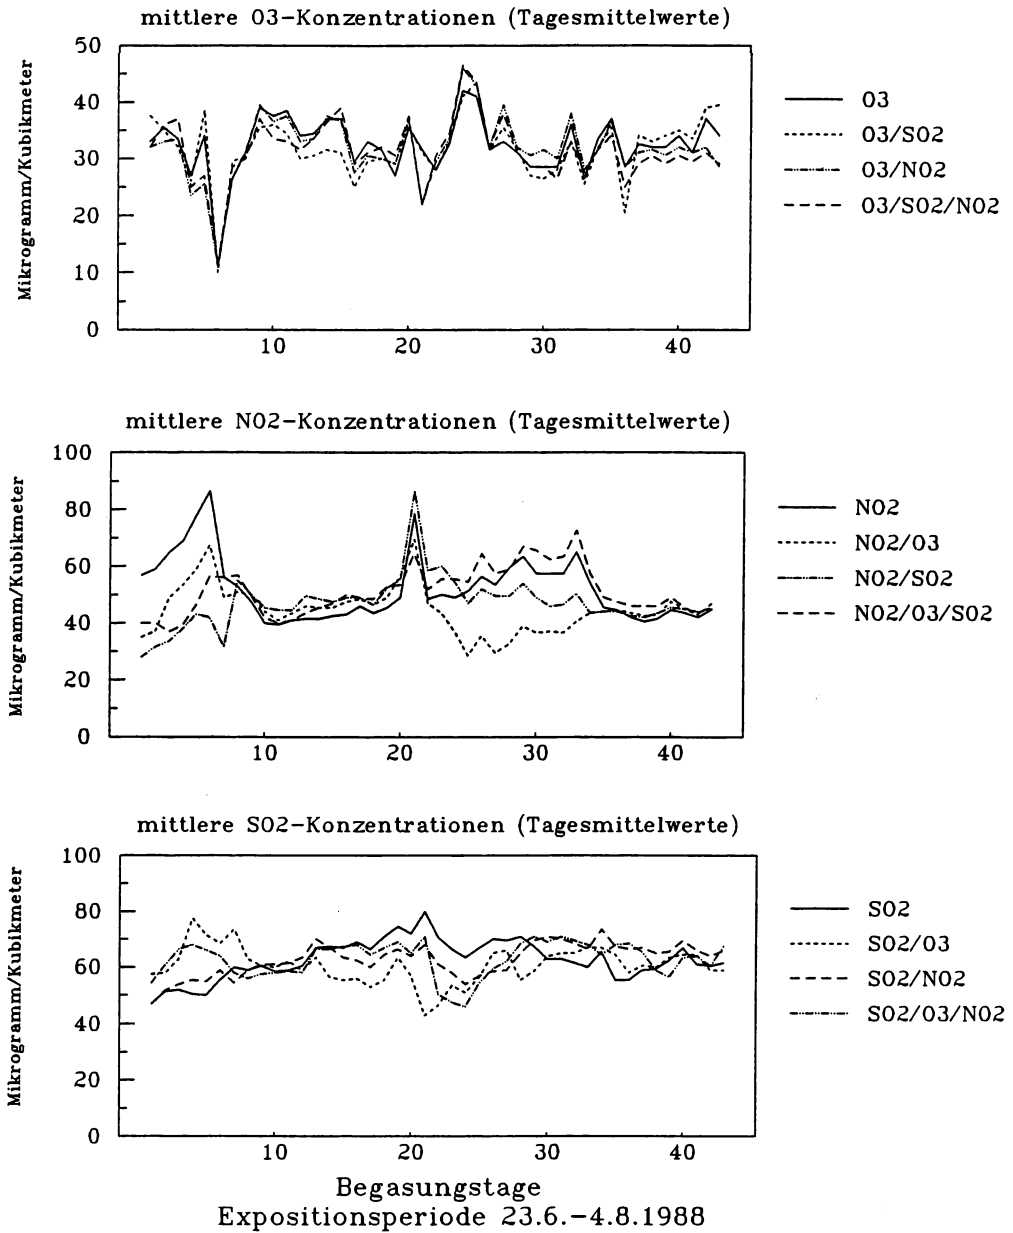 mittlere O3-Konzentrationen (Tagesmittelwerte)
Mikrogramm/Kubikmeter
50
40
30
20
10
0
10 20 30 40
O3
O3/SO2
O3/NO2
O3/SO2/NO2
mittlere NO2-Konzentrationen (Tagesmittelwerte)
Mikrogramm/Kubikmeter
100
80
60
40
20
0
10 20 30 40
NO2
NO2/O3
NO2/SO2
NO2/O3/SO2
mittlere SO2-Konzentrationen (Tagesmittelwerte)
Mikrogramm/Kubikmeter
100
80
60
40
20
0
10 20 30 40
SO2
SO2/O3
SO2/NO2
SO2/O3/NO2
Begasungstage
Expositionsperiode 23.6.-4.8.1988